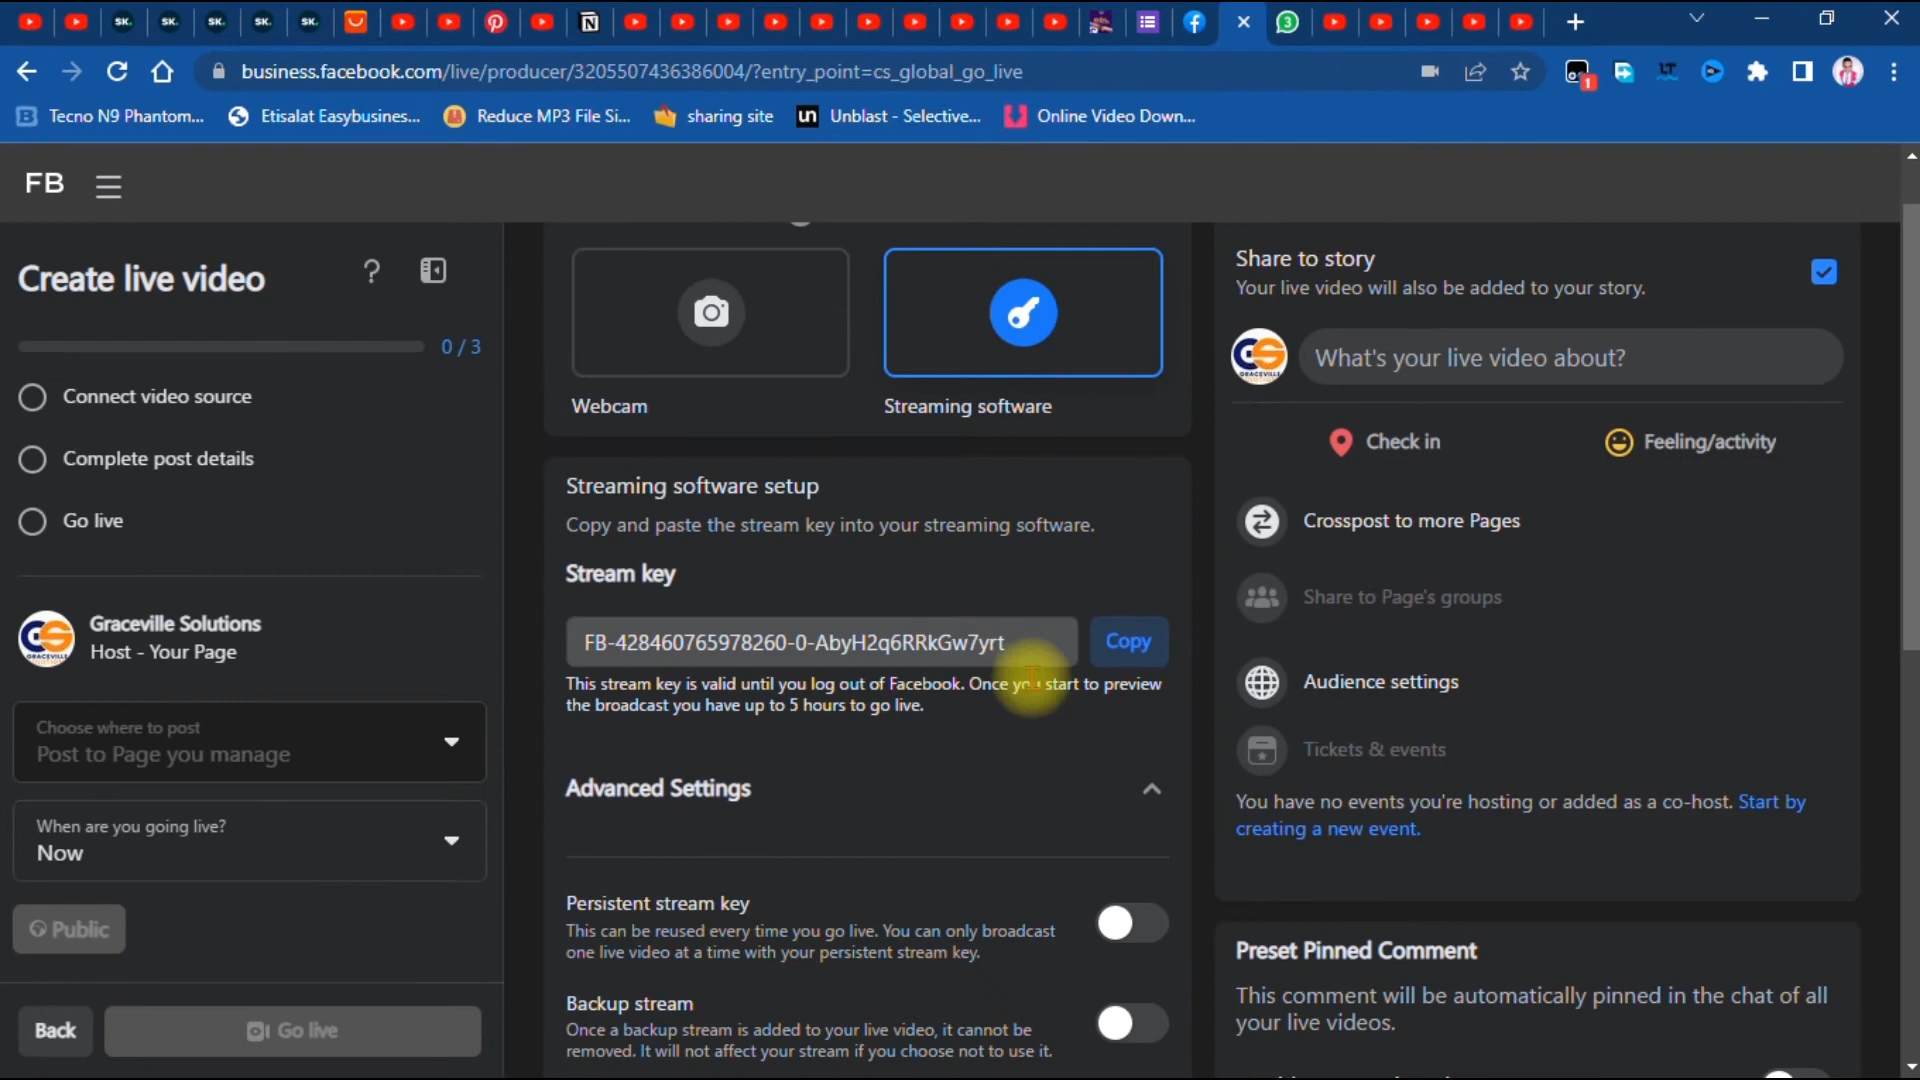 SK.
SK.
SK.
SK.
SK.
3
business.facebook.com/live/producer/3205507436386004/?entry_point=cs_global_go_live
1
Tecno N9 Phantom...
Etisalat Easybusines...
Reduce MP3 File Si...
sharing site
un
Unblast - Selective...
Online Video Down...
FB
Create live video
?
0 / 3
Connect video source
Complete post details
Go live
Graceville Solutions
Host - Your Page
Choose where to post
Post to Page you manage
When are you going live?
Now
Public
Back
Go live
Webcam
Streaming software
Streaming software setup
Copy and paste the stream key into your streaming software.
Stream key
FB-428460765978260-0-AbyH2q6RRkGw7yrt
Copy
This stream key is valid until you log out of Facebook. Once you start to preview
the broadcast you have up to 5 hours to go live.
Advanced Settings
Persistent stream key
This can be reused every time you go live. You can only broadcast
one live video at a time with your persistent stream key.
Backup stream
Once a backup stream is added to your live video, it cannot be
removed. It will not affect your stream if you choose not to use it.
Share to story
Your live video will also be added to your story.
What's your live video about?
Check in
Feeling/activity
Crosspost to more Pages
Share to Page's groups
Audience settings
Tickets & events
You have no events you're hosting or added as a co-host. Start by
creating a new event.
Preset Pinned Comment
This comment will be automatically pinned in the chat of all
your live videos.